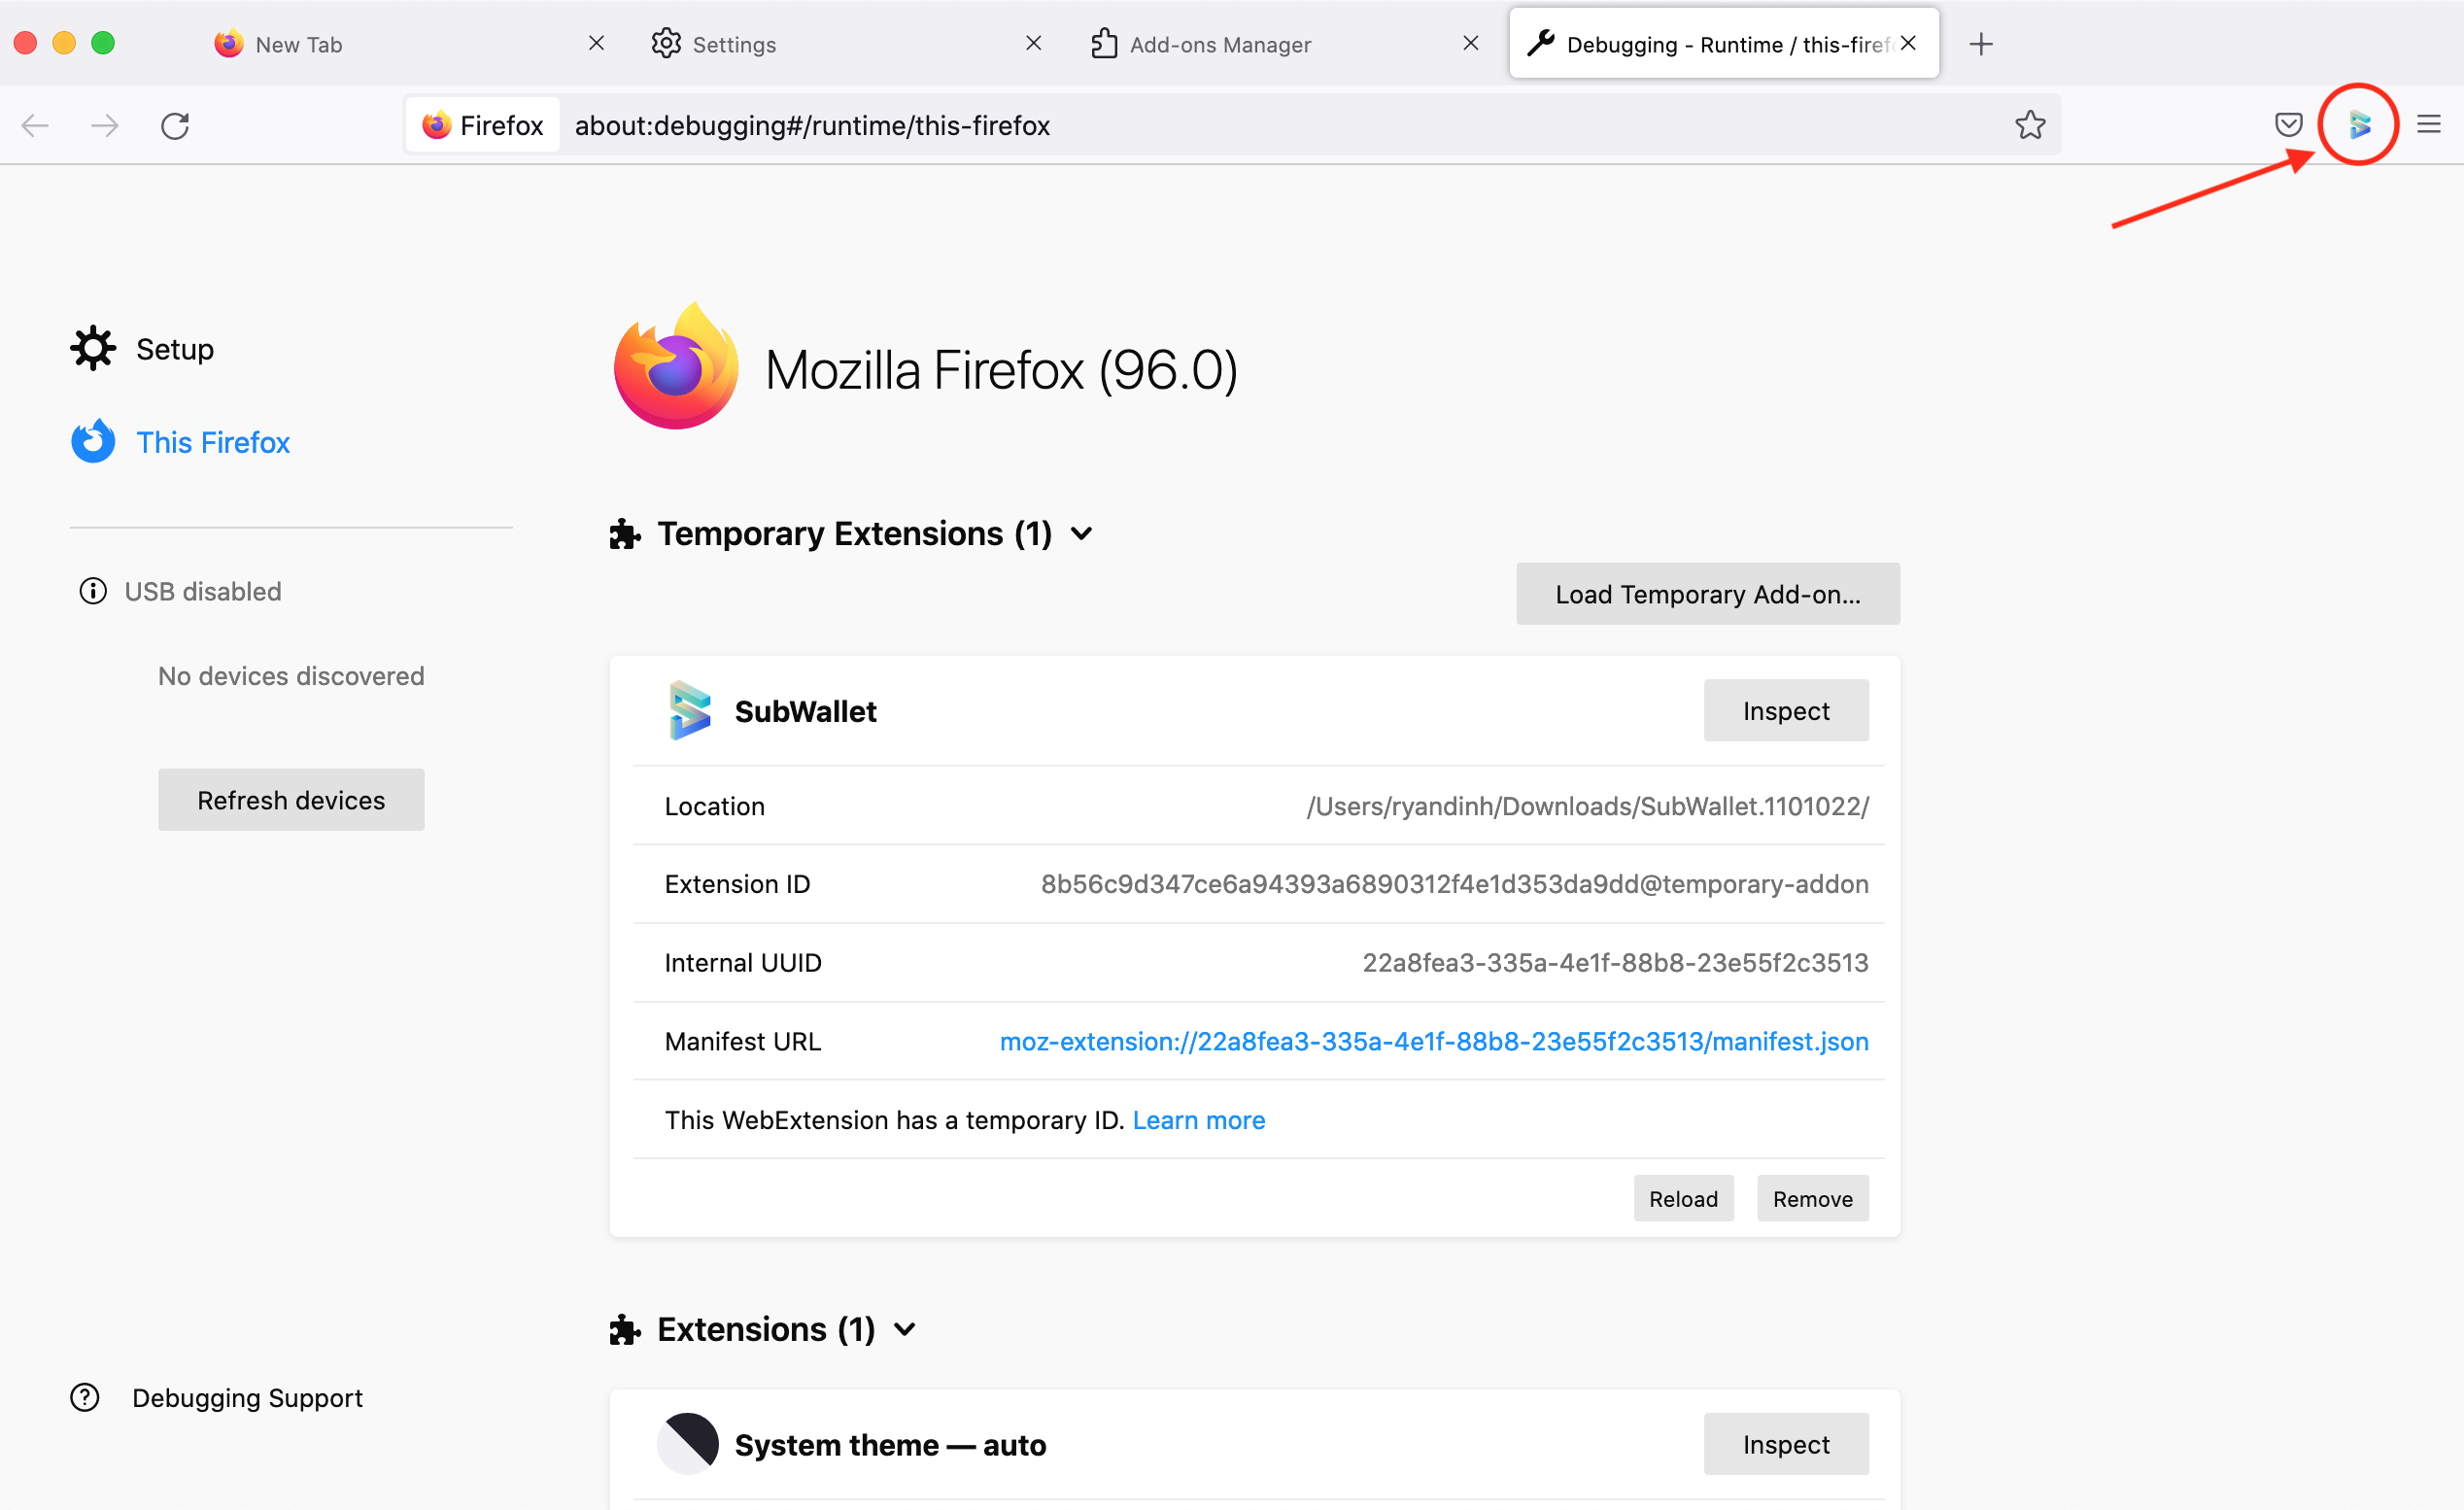 New Tab
Settings
Add-ons Manager
Debugging - Runtime / this-firef
Firefox about:debugging#/runtime/this-firefox
Setup
This Firefox
USB disabled
No devices discovered
Refresh devices
Debugging Support
Mozilla Firefox (96.0)
Temporary Extensions (1)
Load Temporary Add-on...
SubWallet Inspect
Location /Users/ryandinh/Downloads/SubWallet.1101022/
Extension ID 8b56c9d347ce6a94393a6890312f4e1d353da9dd@temporary-addon
Internal UUID 22a8fea3-335a-4e1f-88b8-23e55f2c3513
Manifest URL moz-extension://22a8fea3-335a-4e1f-88b8-23e55f2c3513/manifest.json
This WebExtension has a temporary ID. Learn more
Reload Remove
Extensions (1)
System theme — auto Inspect